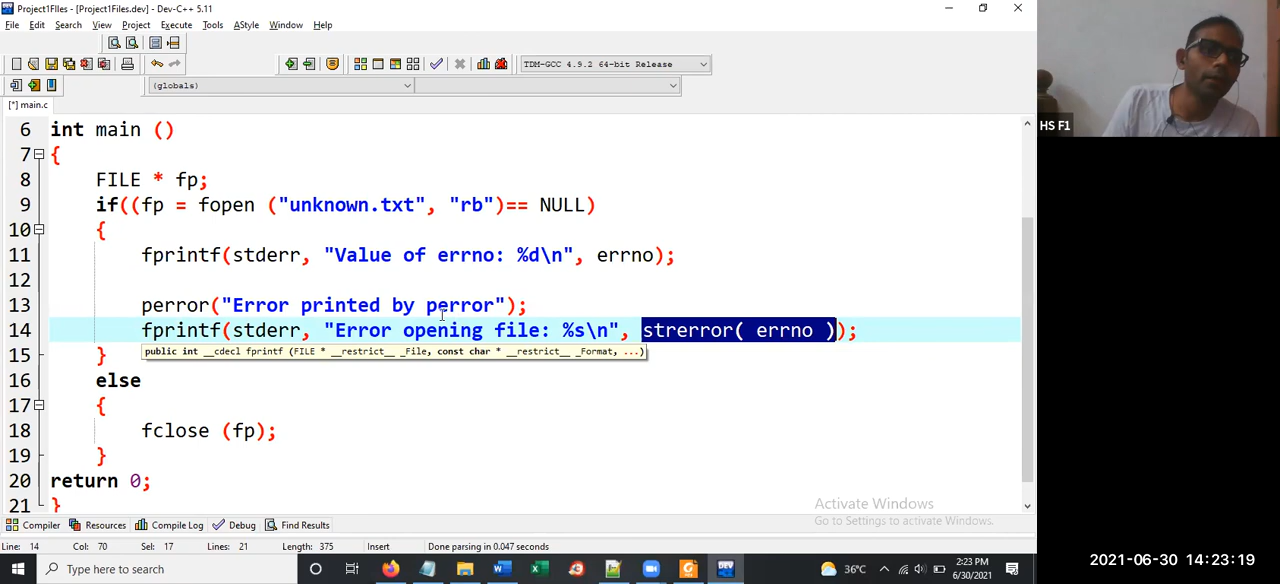 Project1FIles - [Project1Files.dev] - Dev-C++ 5.11
File Edit Search View Project Execute Tools AStyle Window Help
TDM-GCC 4.9.2 64-bit Release
(globals)
[*] main.c
HS F1
6 int main ()
7 {
8 FILE * fp;
9 if((fp = fopen ("unknown.txt", "rb")== NULL)
10 {
11 fprintf(stderr, "Value of errno: %d\n", errno);
12
13 perror("Error printed by perror");
14 fprintf(stderr, "Error opening file: %s\n", strerror( errno ));
public int __cdecl fprintf (FILE * __restrict__ _File, const char * __restrict__ _Format, ...)
15 }
16 else
17 {
18 fclose (fp);
19 }
20 return 0;
21 }
Activate Windows
Go to Settings to activate Windows.
Compiler Resources Compile Log Debug Find Results
Line: 14 Col: 70 Sel: 17 Lines: 21 Length: 375 Insert Done parsing in 0.047 seconds
Type here to search
36°C
2:23 PM
6/30/2021
2021-06-30 14:23:19